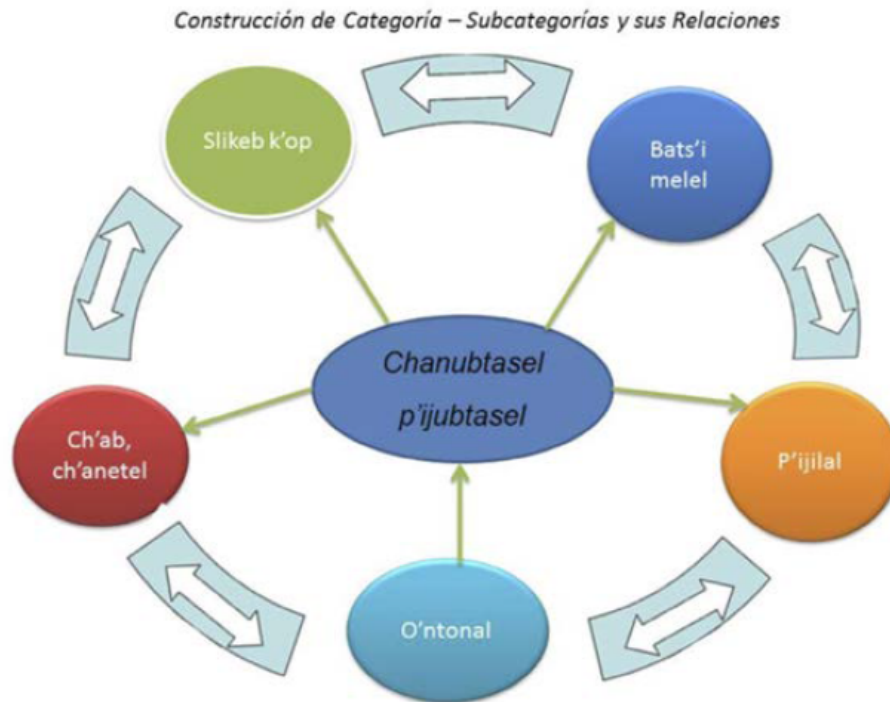 Construcción de Categoría – Subcategorías y sus Relaciones
Slikeb k'op
Bats'i
melel
Chanubtasel
p'ijubtasel
Ch'ab,
ch'anetel
P'ijilal
O'ntonal